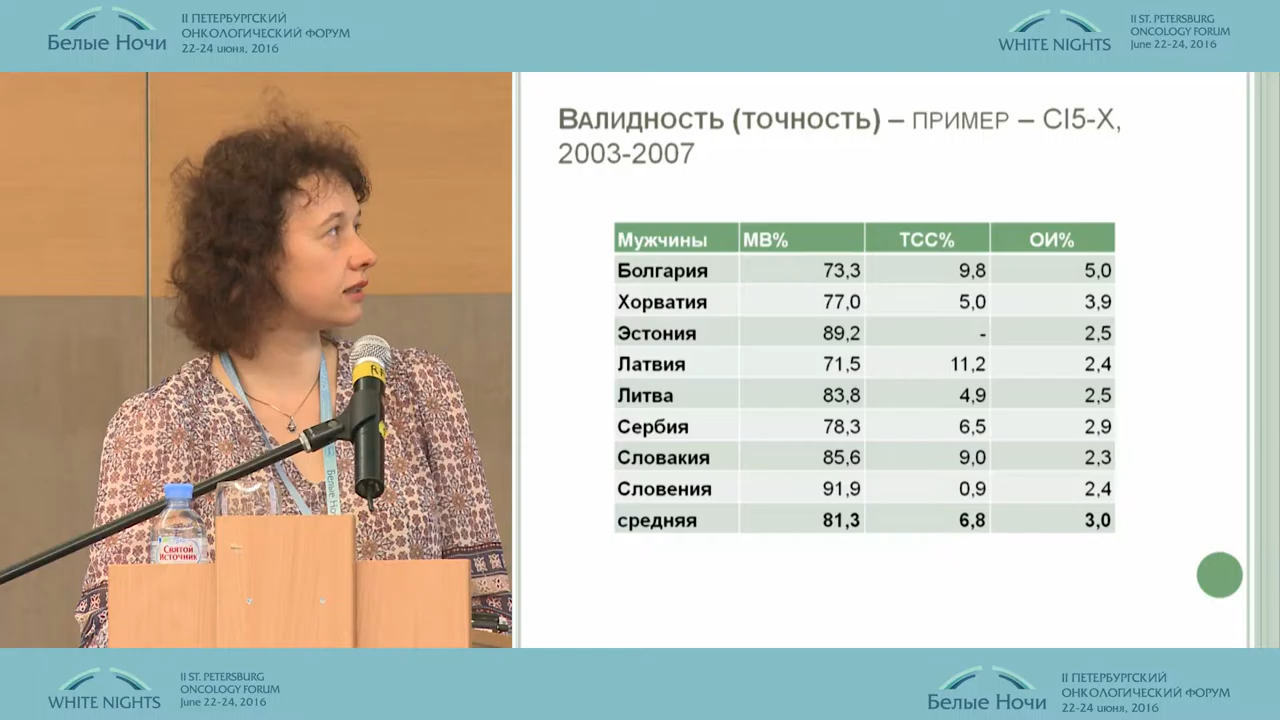 Белые Ночи
II ПЕТЕРБУРГСКИЙ
ОНКОЛОГИЧЕСКИЙ ФОРУМ
22-24 июня, 2016
WHITE NIGHTS
II ST. PETERSBURG
ONCOLOGY FORUM
June 22-24, 2016
ВАЛИДНОСТЬ (ТОЧНОСТЬ) – ПРИМЕР – CI5-X,
2003-2007
Мужчины МВ% ТСС% ОИ%
Болгария 73,3 9,8 5,0
Хорватия 77,0 5,0 3,9
Эстония 89,2 - 2,5
Латвия 71,5 11,2 2,4
Литва 83,8 4,9 2,5
Сербия 78,3 6,5 2,9
Словакия 85,6 9,0 2,3
Словения 91,9 0,9 2,4
средняя 81,3 6,8 3,0
Белые Но
Святой
Источник
WHITE NIGHTS
II ST. PETERSBURG
ONCOLOGY FORUM
June 22-24, 2016
Белые Ночи
II ПЕТЕРБУРГСКИЙ
ОНКОЛОГИЧЕСКИЙ ФОРУМ
22-24 июня, 2016